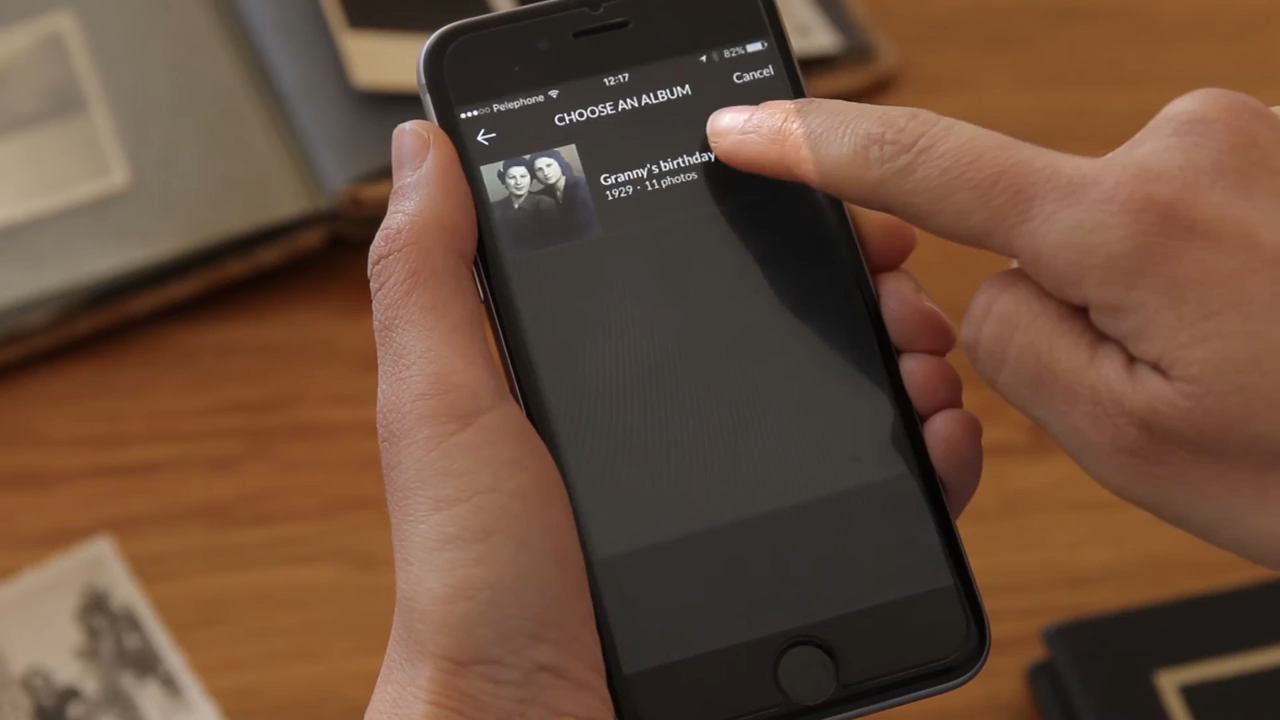 Pelephone 12:17 82%
CHOOSE AN ALBUM Cancel
Granny's birthday
1929 · 11 photos